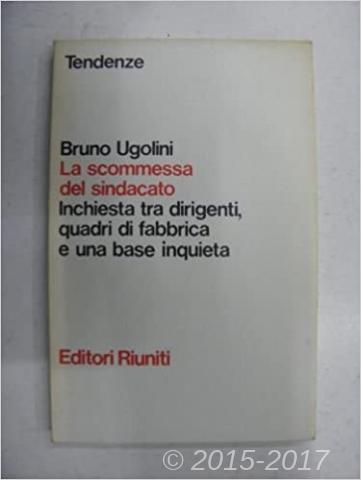 Tendenze
Bruno Ugolini
La scommessa
del sindacato
Inchiesta tra dirigenti,
quadri di fabbrica
e una base inquieta
Editori Riuniti
© 2015-2017